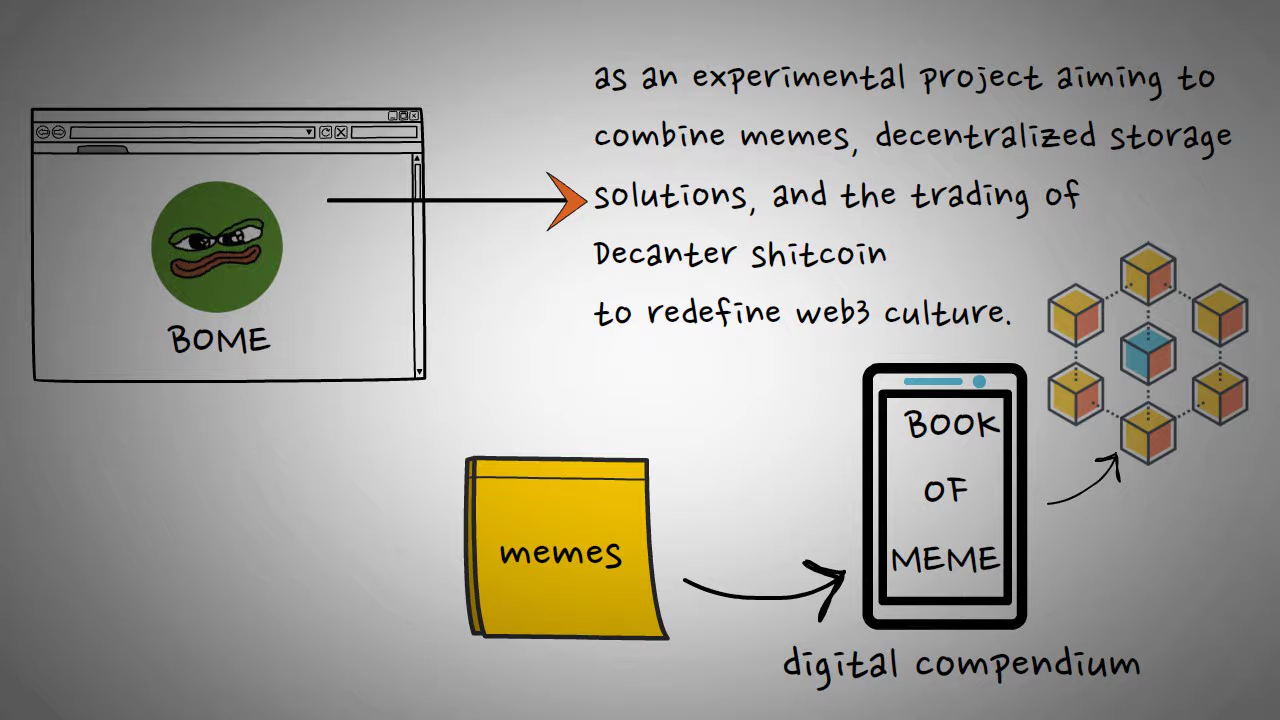 as an experimental project aiming to
combine memes, decentralized storage
solutions, and the trading of
Decanter shitcoin
to redefine web3 culture.
BOME
BOOK
OF
MEME
memes
digital compendium